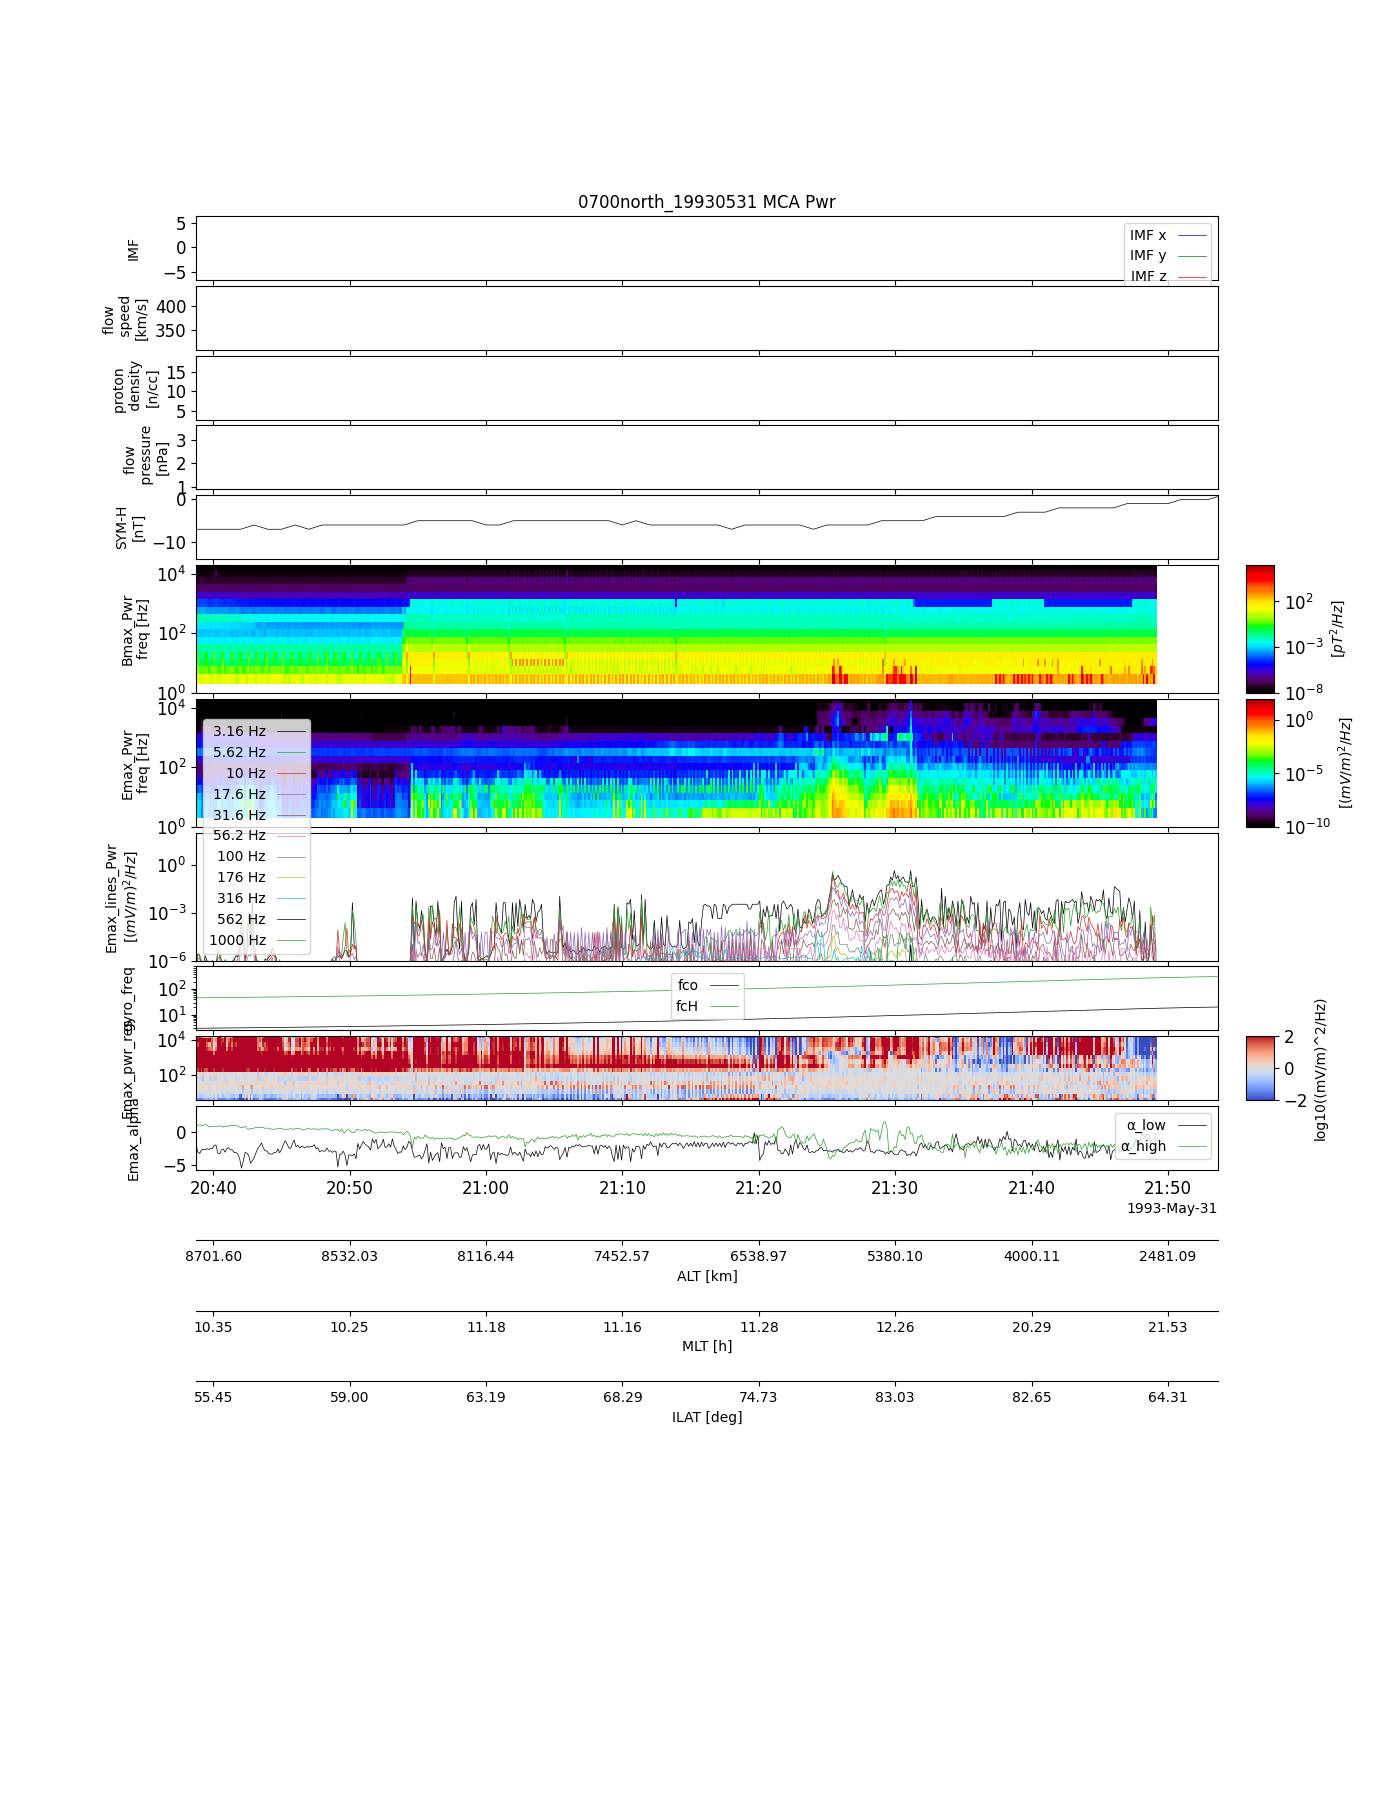 0700north_19930531 MCA Pwr
IMF
5
0
−5
IMF x
IMF y
IMF z
flow
speed
[km/s]
400
350
proton
density
[n/cc]
15
10
5
flow
pressure
[nPa]
3
2
1
SYM-H
[nT]
0
−10
Bmax_Pwr
freq [Hz]
10^4
10^2
10^0
10^2
10^−3
10^−8
[pT^2/Hz]
Emax_Pwr
freq [Hz]
10^4
10^2
10^0
10^0
10^−5
10^−10
[(mV/m)^2/Hz]
3.16 Hz
5.62 Hz
10 Hz
17.6 Hz
31.6 Hz
56.2 Hz
100 Hz
176 Hz
316 Hz
562 Hz
1000 Hz
Emax_lines_Pwr
[(mV/m)^2/Hz]
10^0
10^−3
10^−6
gyro_freq
10^2
10^1
fco
fcH
Emax_pwr_reg
10^4
10^2
2
0
−2
log10((mV/m)^2/Hz)
Emax_alpha
0
−5
α_low
α_high
20:40 20:50 21:00 21:10 21:20 21:30 21:40 21:50
1993-May-31
8701.60 8532.03 8116.44 7452.57 6538.97 5380.10 4000.11 2481.09
ALT [km]
10.35 10.25 11.18 11.16 11.28 12.26 20.29 21.53
MLT [h]
55.45 59.00 63.19 68.29 74.73 83.03 82.65 64.31
ILAT [deg]